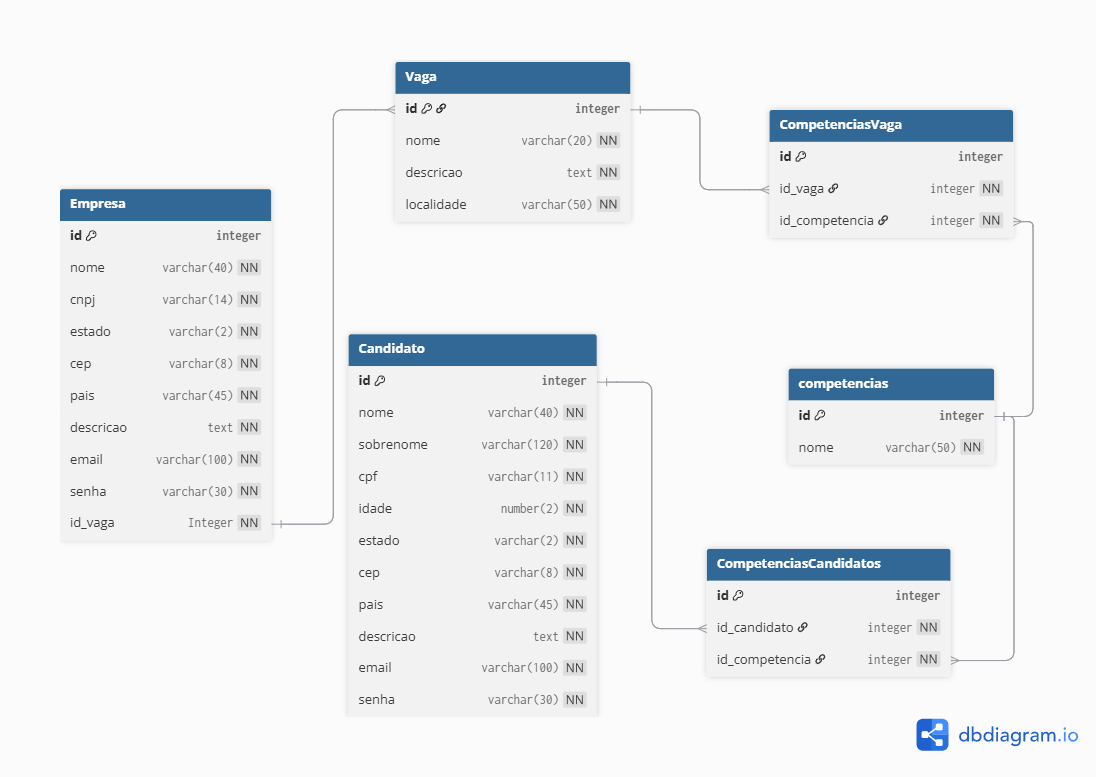 Vaga
id integer
nome varchar(20) NN
descricao text NN
localidade varchar(50) NN
CompetenciasVaga
id integer
id_vaga integer NN
id_competencia integer NN
Empresa
id integer
nome varchar(40) NN
cnpj varchar(14) NN
estado varchar(2) NN
cep varchar(8) NN
pais varchar(45) NN
descricao text NN
email varchar(100) NN
senha varchar(30) NN
id_vaga Integer NN
Candidato
id integer
nome varchar(40) NN
sobrenome varchar(120) NN
cpf varchar(11) NN
idade number(2) NN
estado varchar(2) NN
cep varchar(8) NN
pais varchar(45) NN
descricao text NN
email varchar(100) NN
senha varchar(30) NN
competencias
id integer
nome varchar(50) NN
CompetenciasCandidatos
id integer
id_candidato integer NN
id_competencia integer NN
dbdiagram.io